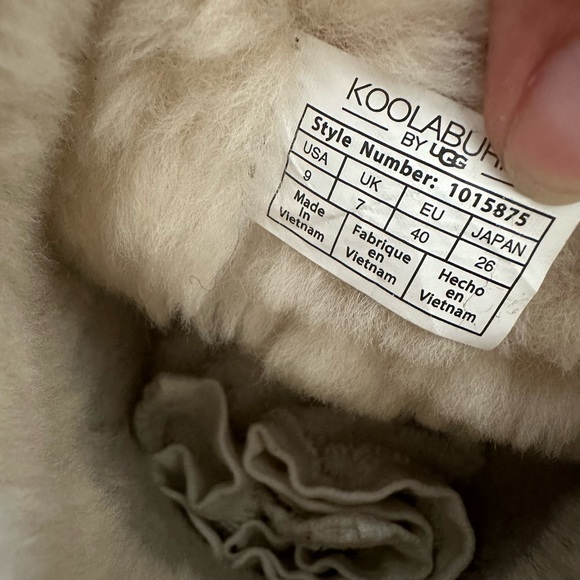 KOOLABUR
BY UGG
Style Number: 1015875
USA UK EU JAPAN
9 7 40 26
Made in Vietnam
Fabrique en Vietnam
Hecho en Vietnam